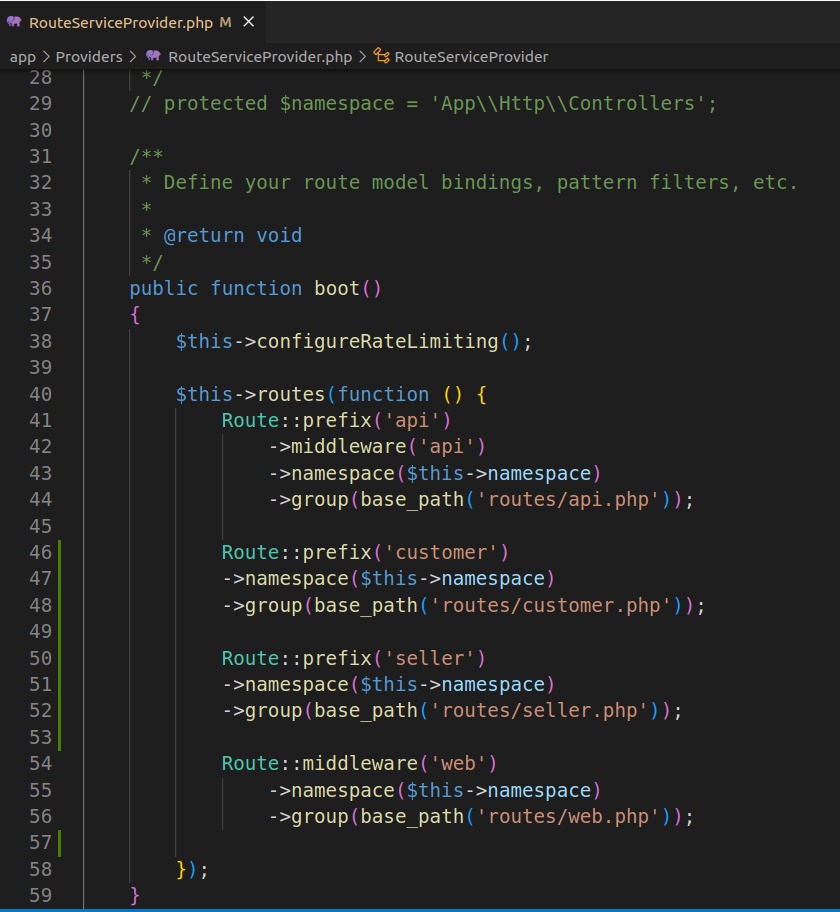 RouteServiceProvider.php M ×
app > Providers > RouteServiceProvider.php > RouteServiceProvider
28      */
29     // protected $namespace = 'App\\Http\\Controllers';
30
31     /**
32      * Define your route model bindings, pattern filters, etc.
33      *
34      * @return void
35      */
36     public function boot()
37     {
38         $this->configureRateLimiting();
39
40         $this->routes(function () {
41             Route::prefix('api')
42                 ->middleware('api')
43                 ->namespace($this->namespace)
44                 ->group(base_path('routes/api.php'));
45
46             Route::prefix('customer')
47             ->namespace($this->namespace)
48             ->group(base_path('routes/customer.php'));
49
50             Route::prefix('seller')
51             ->namespace($this->namespace)
52             ->group(base_path('routes/seller.php'));
53
54             Route::middleware('web')
55                 ->namespace($this->namespace)
56                 ->group(base_path('routes/web.php'));
57
58         });
59     }